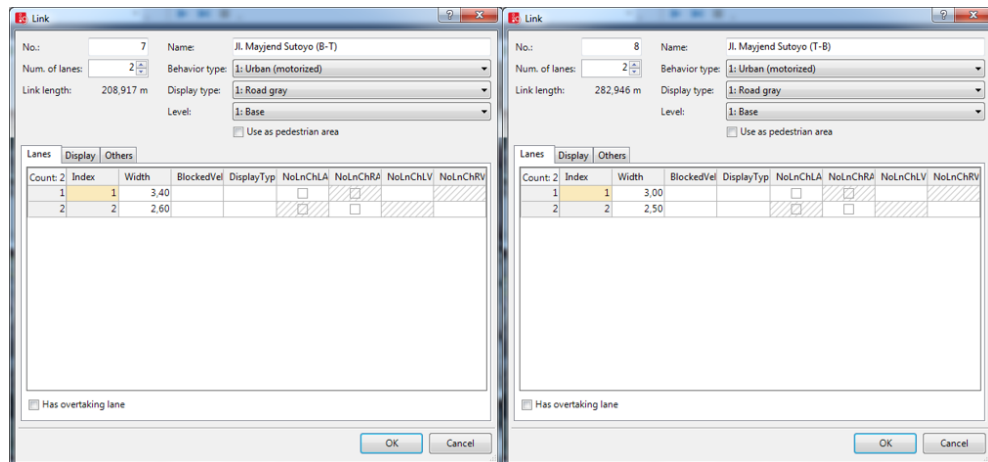 Link
No.: 7 Name: Jl. Mayjend Sutoyo (B-T)
Num. of lanes: 2 Behavior type: 1: Urban (motorized)
Link length: 208,917 m Display type: 1: Road gray
Level: 1: Base
Use as pedestrian area
Lanes Display Others
Count: 2 Index Width BlockedVel DisplayTyp NoLnChLA NoLnChRA NoLnChLV NoLnChRV
1 1 3,40
2 2 2,60
Has overtaking lane
OK Cancel
Link
No.: 8 Name: Jl. Mayjend Sutoyo (T-B)
Num. of lanes: 2 Behavior type: 1: Urban (motorized)
Link length: 282,946 m Display type: 1: Road gray
Level: 1: Base
Use as pedestrian area
Lanes Display Others
Count: 2 Index Width BlockedVel DisplayTyp NoLnChLA NoLnChRA NoLnChLV NoLnChRV
1 1 3,00
2 2 2,50
Has overtaking lane
OK Cancel